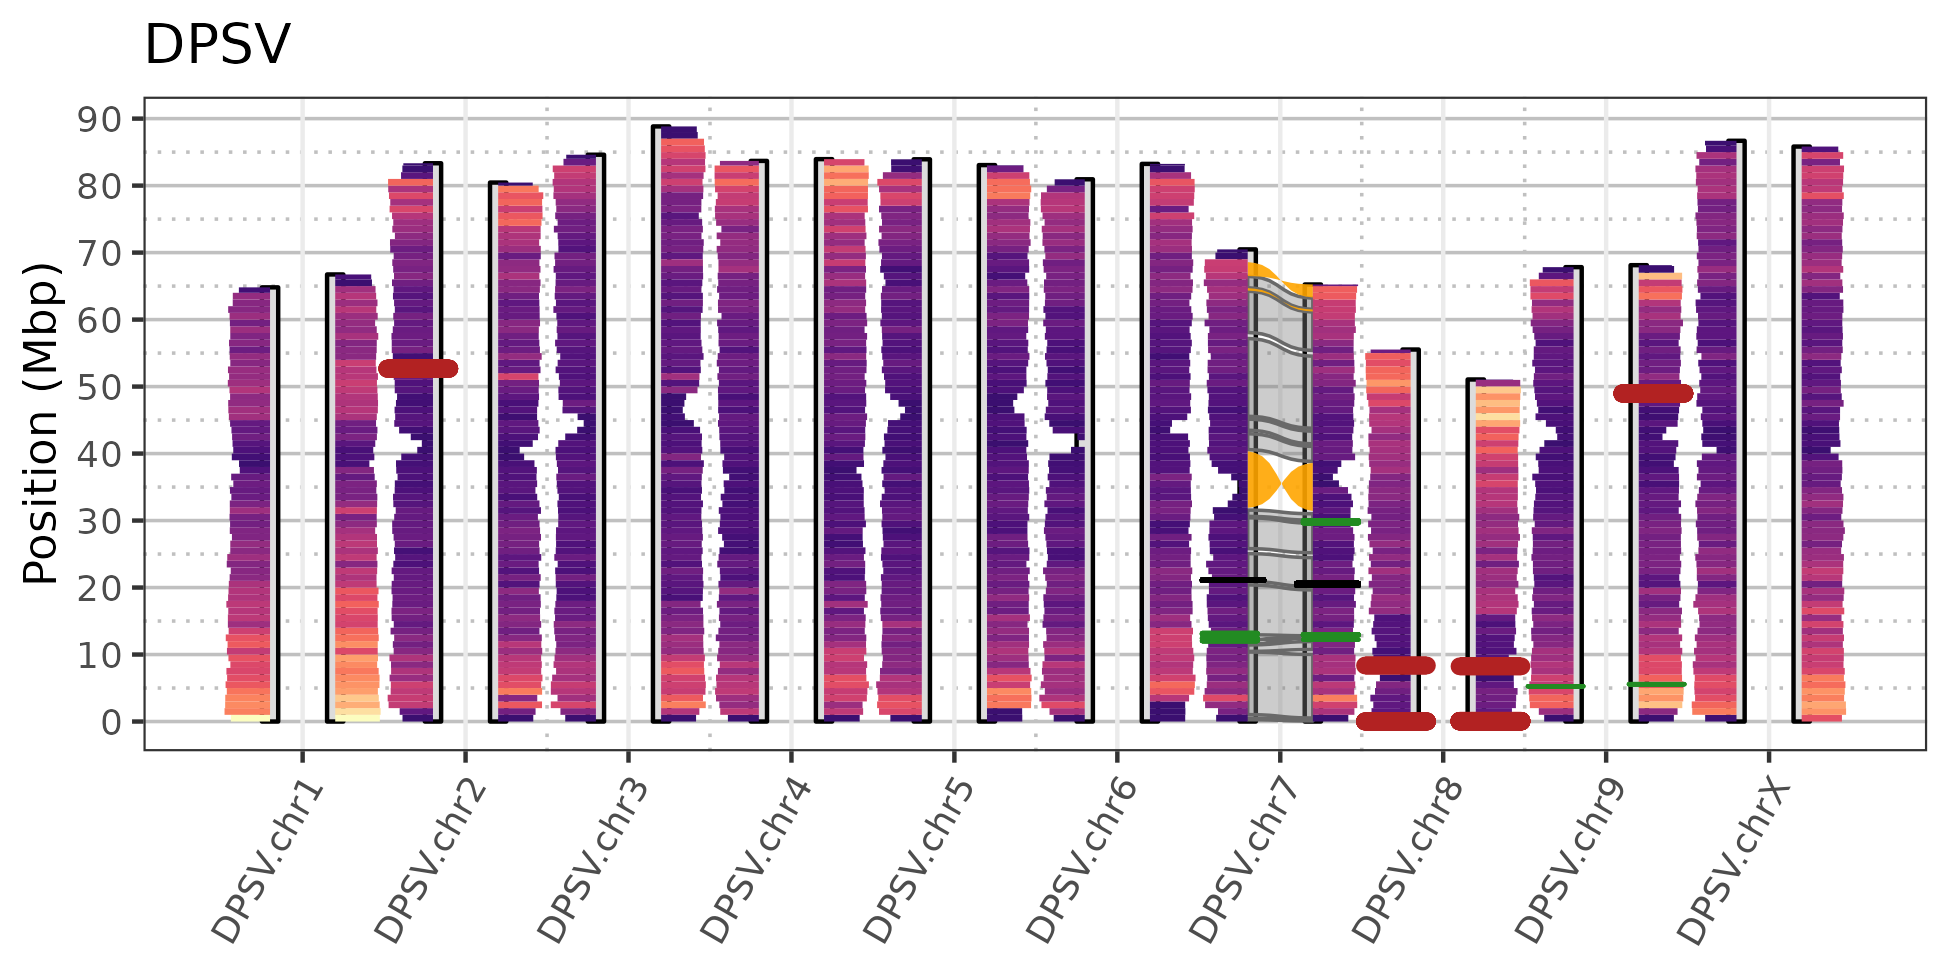 DPSV
Position (Mbp)
90
80
70
60
50
40
30
20
10
0
DPSV.chr1
DPSV.chr2
DPSV.chr3
DPSV.chr4
DPSV.chr5
DPSV.chr6
DPSV.chr7
DPSV.chr8
DPSV.chr9
DPSV.chrX